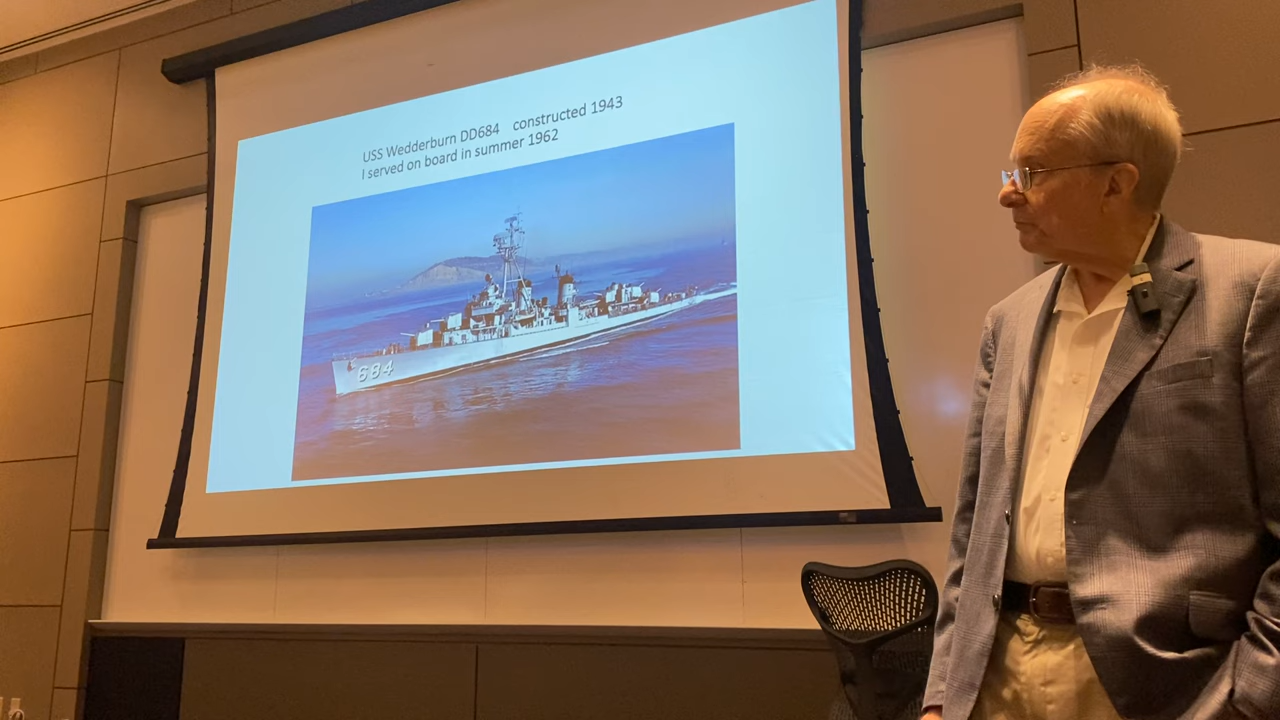 USS Wedderburn DD684 constructed 1943
I served on board in summer 1962
684